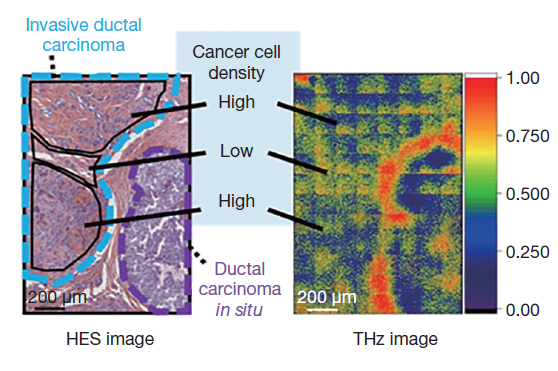 Invasive ductal
carcinoma
Cancer cell
density
High
Low
High
Ductal
carcinoma
in situ
200 μm
HES image
200 μm
THz image
1.00
0.750
0.500
0.250
0.00